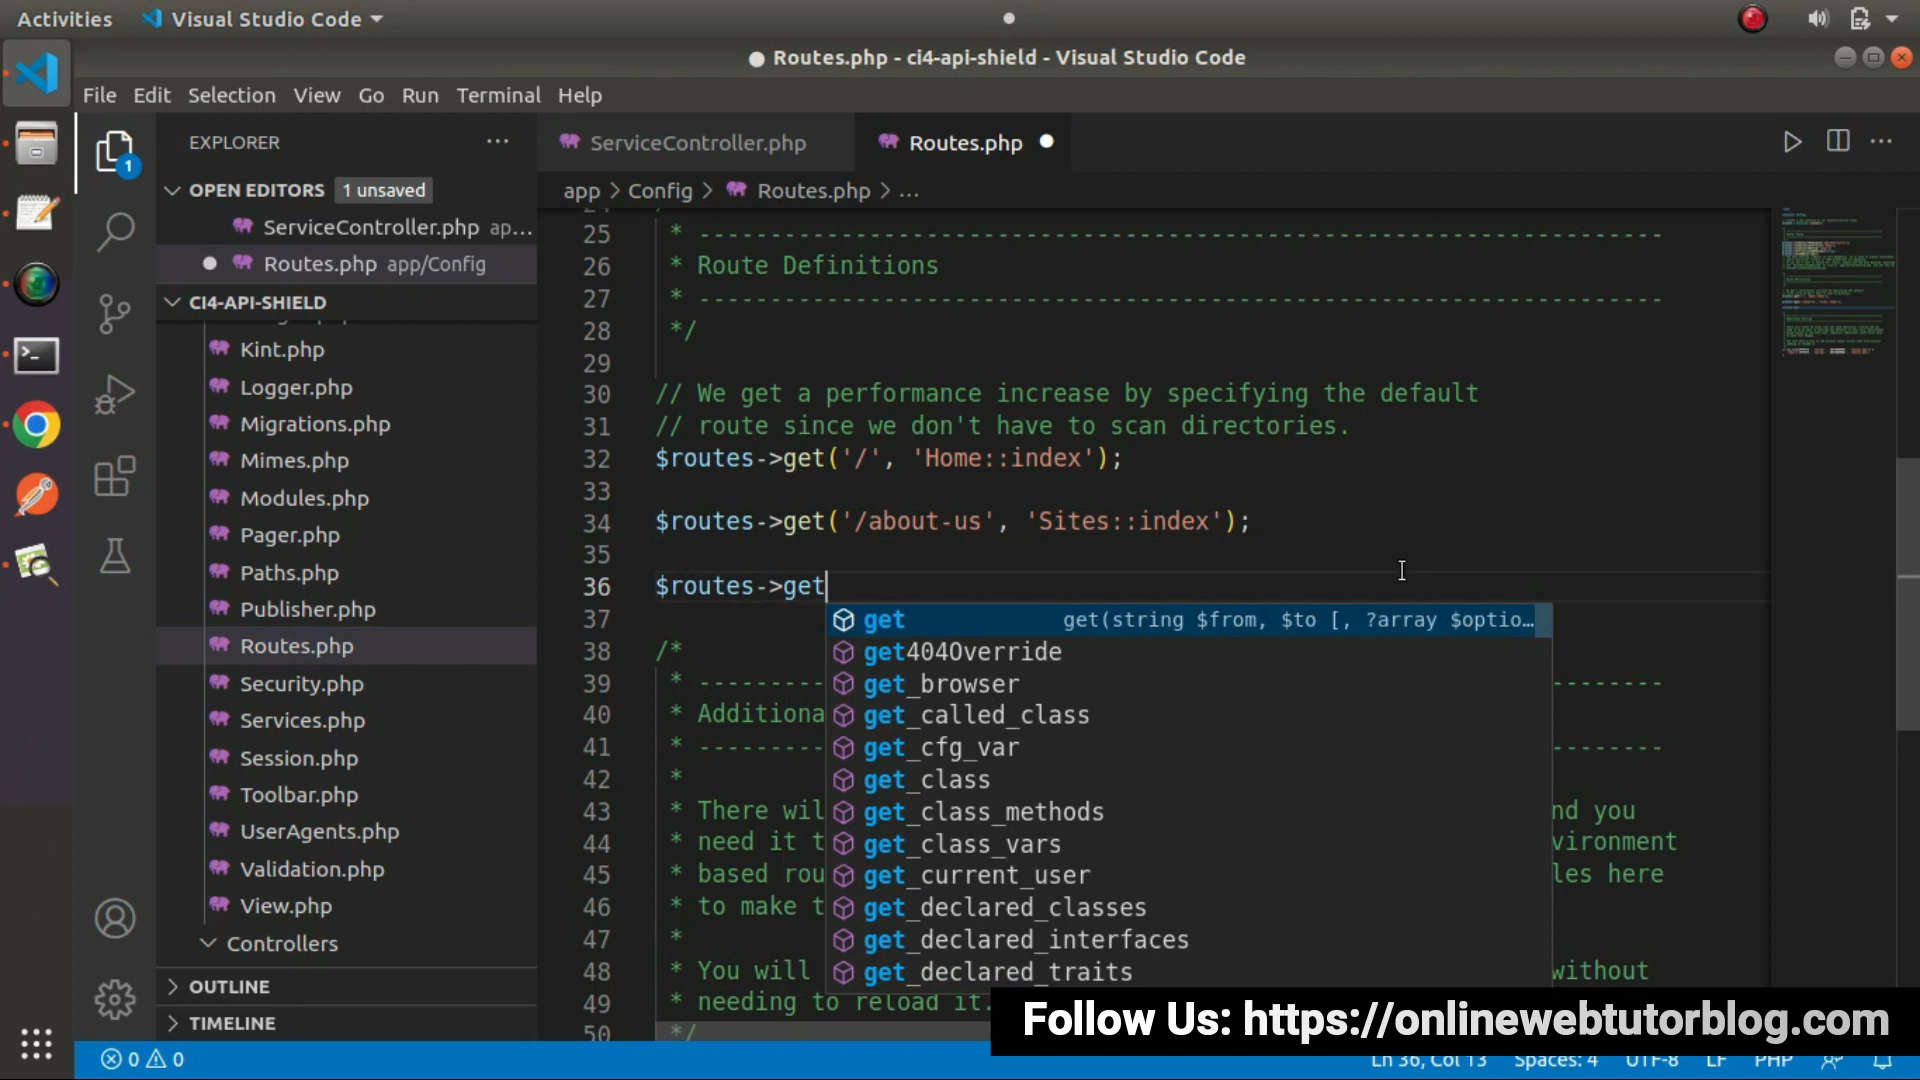 Activities
Visual Studio Code
Routes.php - ci4-api-shield - Visual Studio Code
File Edit Selection View Go Run Terminal Help
EXPLORER
ServiceController.php
Routes.php
OPEN EDITORS 1 unsaved
app > Config > Routes.php > ...
ServiceController.php ap...
Routes.php app/Config
CI4-API-SHIELD
Kint.php
Logger.php
Migrations.php
Mimes.php
Modules.php
Pager.php
Paths.php
Publisher.php
Routes.php
Security.php
Services.php
Session.php
Toolbar.php
UserAgents.php
Validation.php
View.php
Controllers
OUTLINE
TIMELINE
1
25 * --------------------------------------------------------------------
26 * Route Definitions
27 * --------------------------------------------------------------------
28 */
29
30 // We get a performance increase by specifying the default
31 // route since we don't have to scan directories.
32 $routes->get('/', 'Home::index');
33
34 $routes->get('/about-us', 'Sites::index');
35
36 $routes->get
37
38 /*
39 * ---------
40 * Additiona
41 * ---------
42 *
43 * There wil nd you
44 * need it t vironment
45 * based rou les here
46 * to make t
47 *
48 * You will without
49 * needing to reload it.
50 */
get get(string $from, $to [, ?array $optio...
get404Override
get_browser
get_called_class
get_cfg_var
get_class
get_class_methods
get_class_vars
get_current_user
get_declared_classes
get_declared_interfaces
get_declared_traits
Follow Us: https://onlinewebtutorblog.com
0 0
Ln 36, Col 13 Spaces: 4 UTF-8 LF PHP